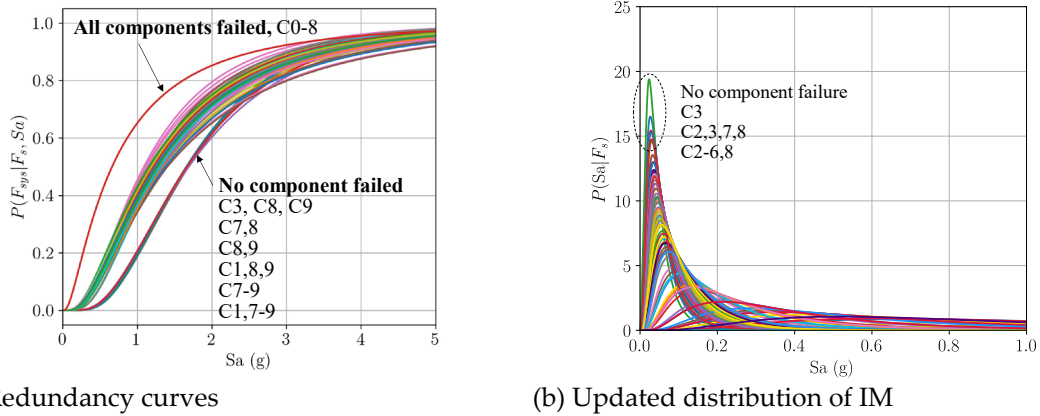 All components failed, C0-8
1.0
0.8
0.6
0.4
0.2
0.0
P(F_sys|F_s, Sa)
No component failed
C3, C8, C9
C7,8
C8,9
C1,8,9
C7-9
C1,7-9
0 1 2 3 4 5
Sa (g)
25
20
15
10
5
0
P(Sa|F_s)
No component failure
C3
C2,3,7,8
C2-6,8
0.0 0.2 0.4 0.6 0.8 1.0
Sa (g)
Redundancy curves
(b) Updated distribution of IM